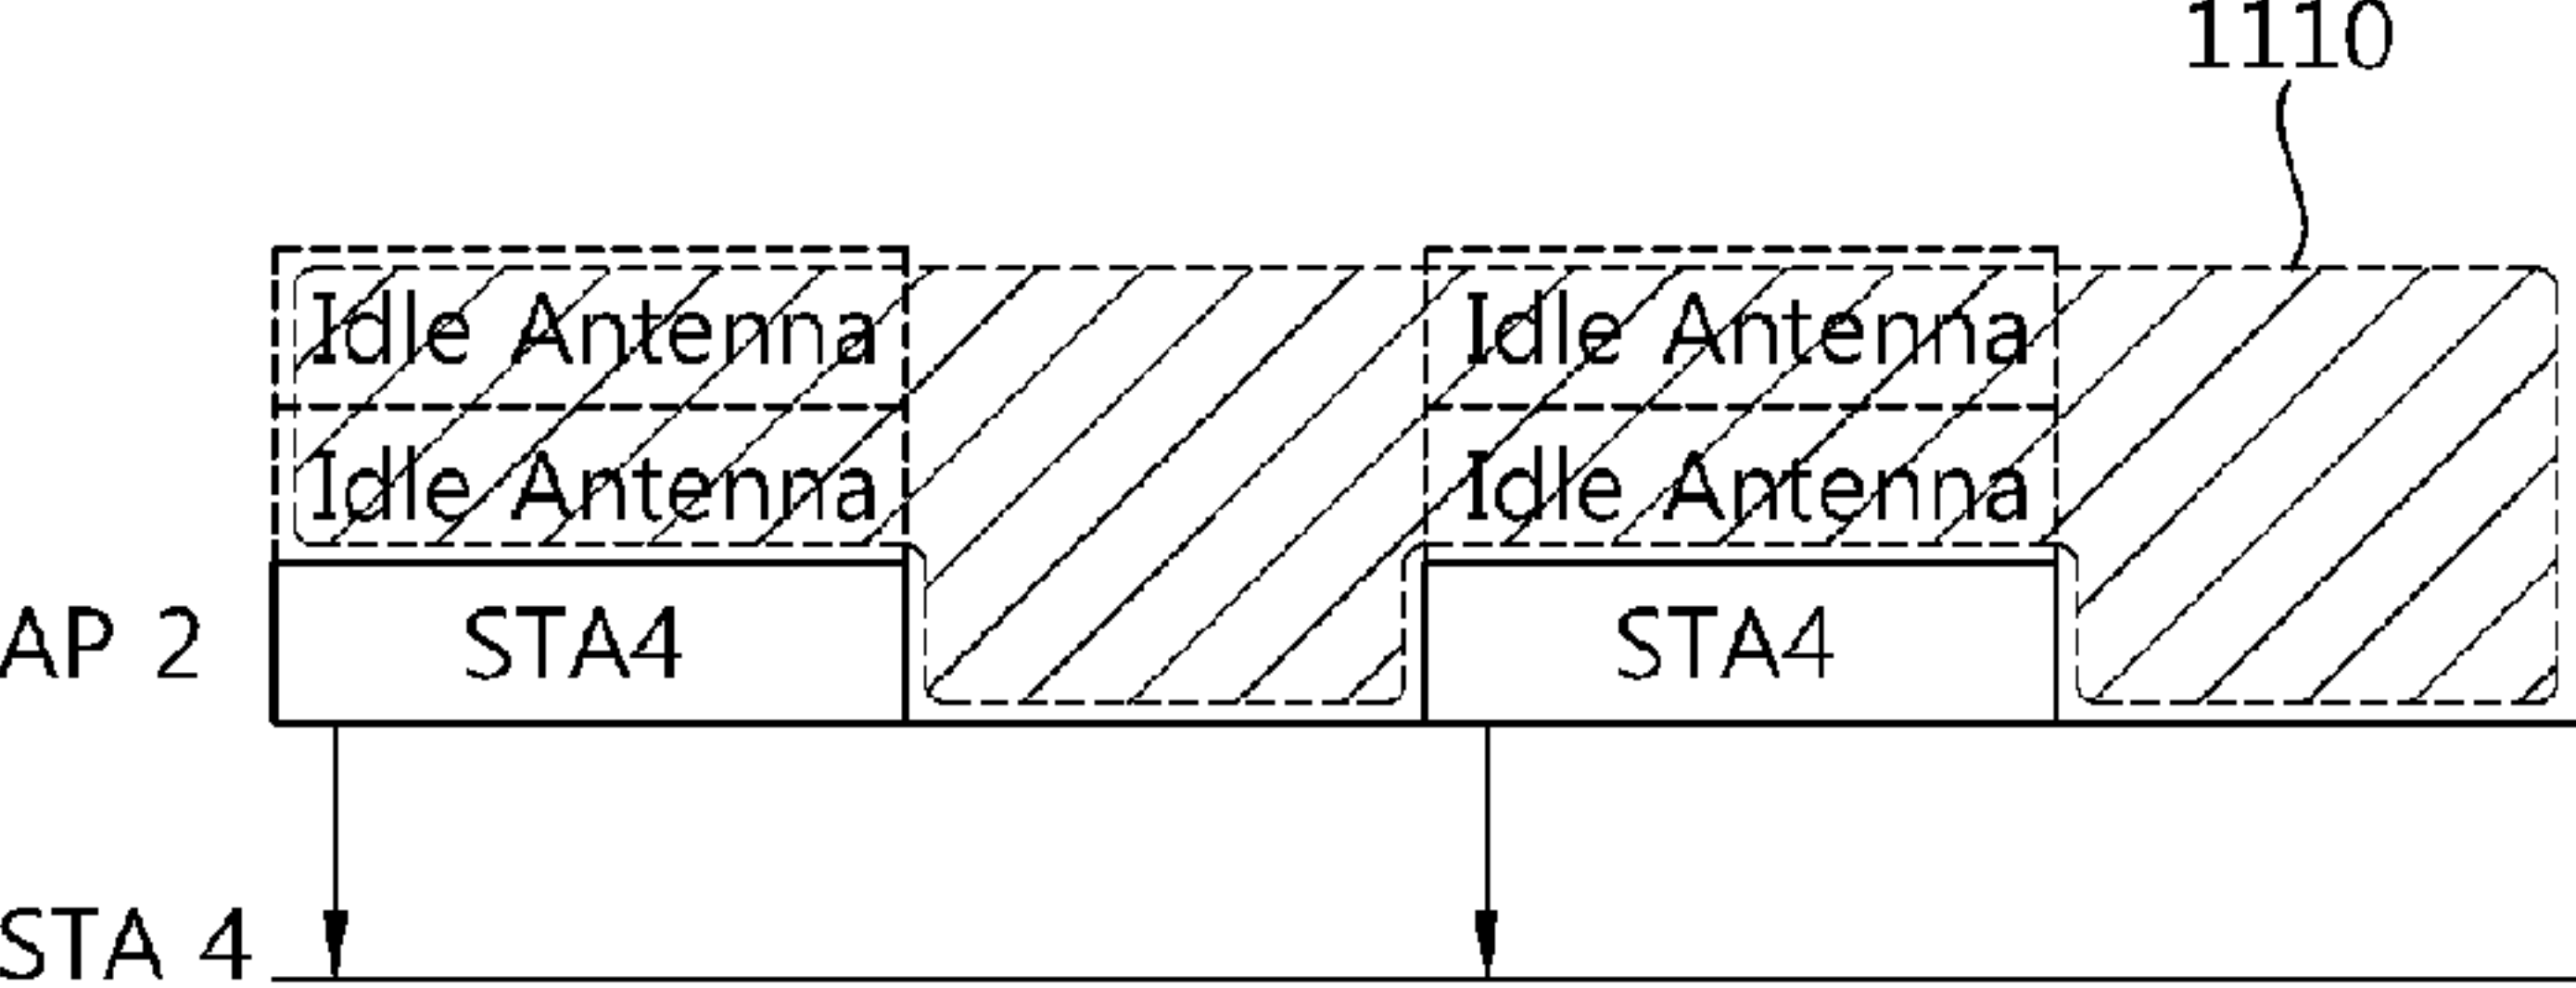 1110
Idle Antenna Idle Antenna
Idle Antenna Idle Antenna
AP 2 STA4 STA4
STA 4